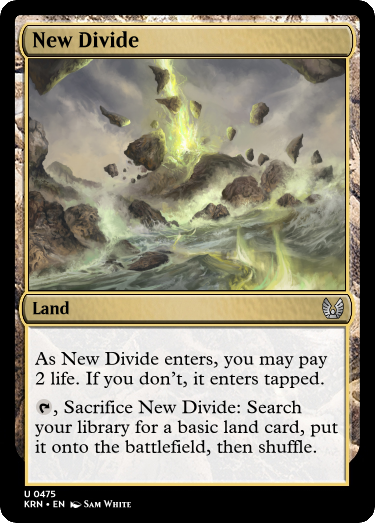 New Divide
Land
As New Divide enters, you may pay
2 life. If you don't, it enters tapped.
, Sacrifice New Divide: Search
your library for a basic land card, put
it onto the battlefield, then shuffle.
U 0475
KRN • EN Sam White